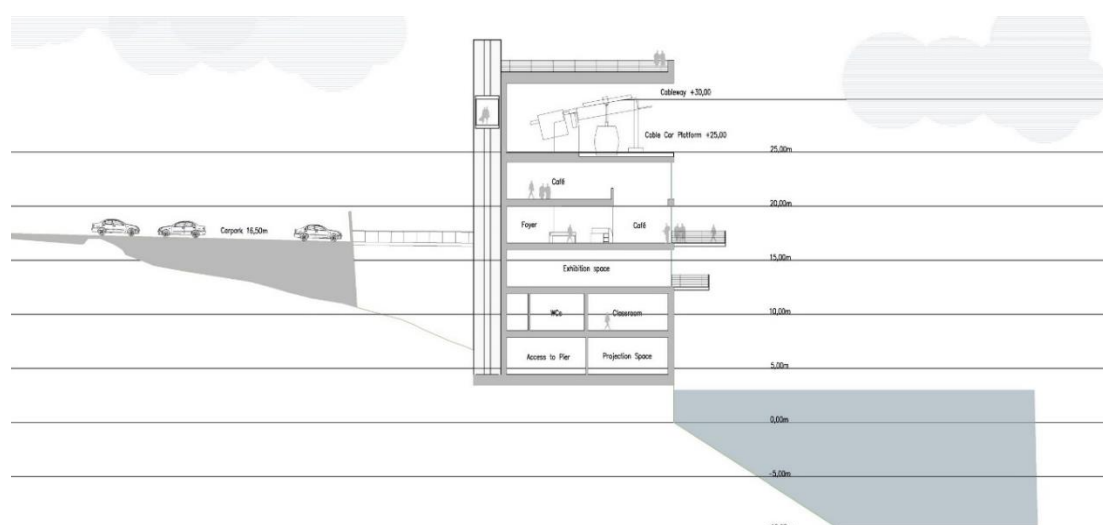 Cableway +30,00
Cable Car Platform +25,00
25,00m
Café
20,00m
Carpark 16,50m
Foyer
Café
15,00m
Exhibition space
10,00m
WCs
Classroom
Access to Pier
Projection Space
5,00m
0,00m
-5,00m